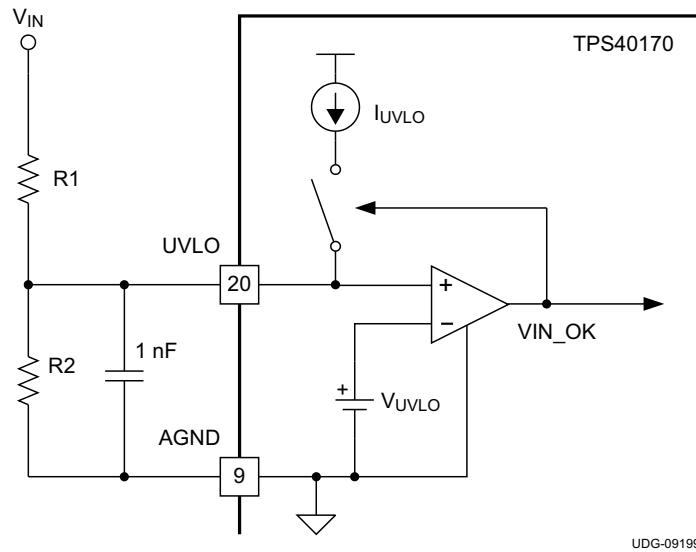 VIN
TPS40170
IUVLO
R1
UVLO
20
+
−
VIN_OK
R2
1 nF
+
VUVLO
AGND
9
UDG-09199